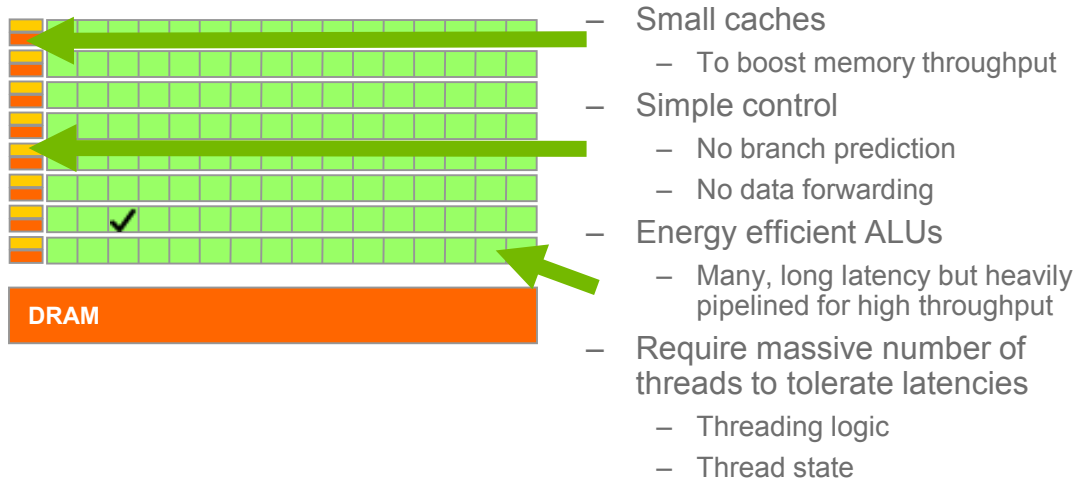 – Small caches
– To boost memory throughput
– Simple control
– No branch prediction
– No data forwarding
– Energy efficient ALUs
– Many, long latency but heavily
pipelined for high throughput
– Require massive number of
threads to tolerate latencies
– Threading logic
– Thread state
DRAM